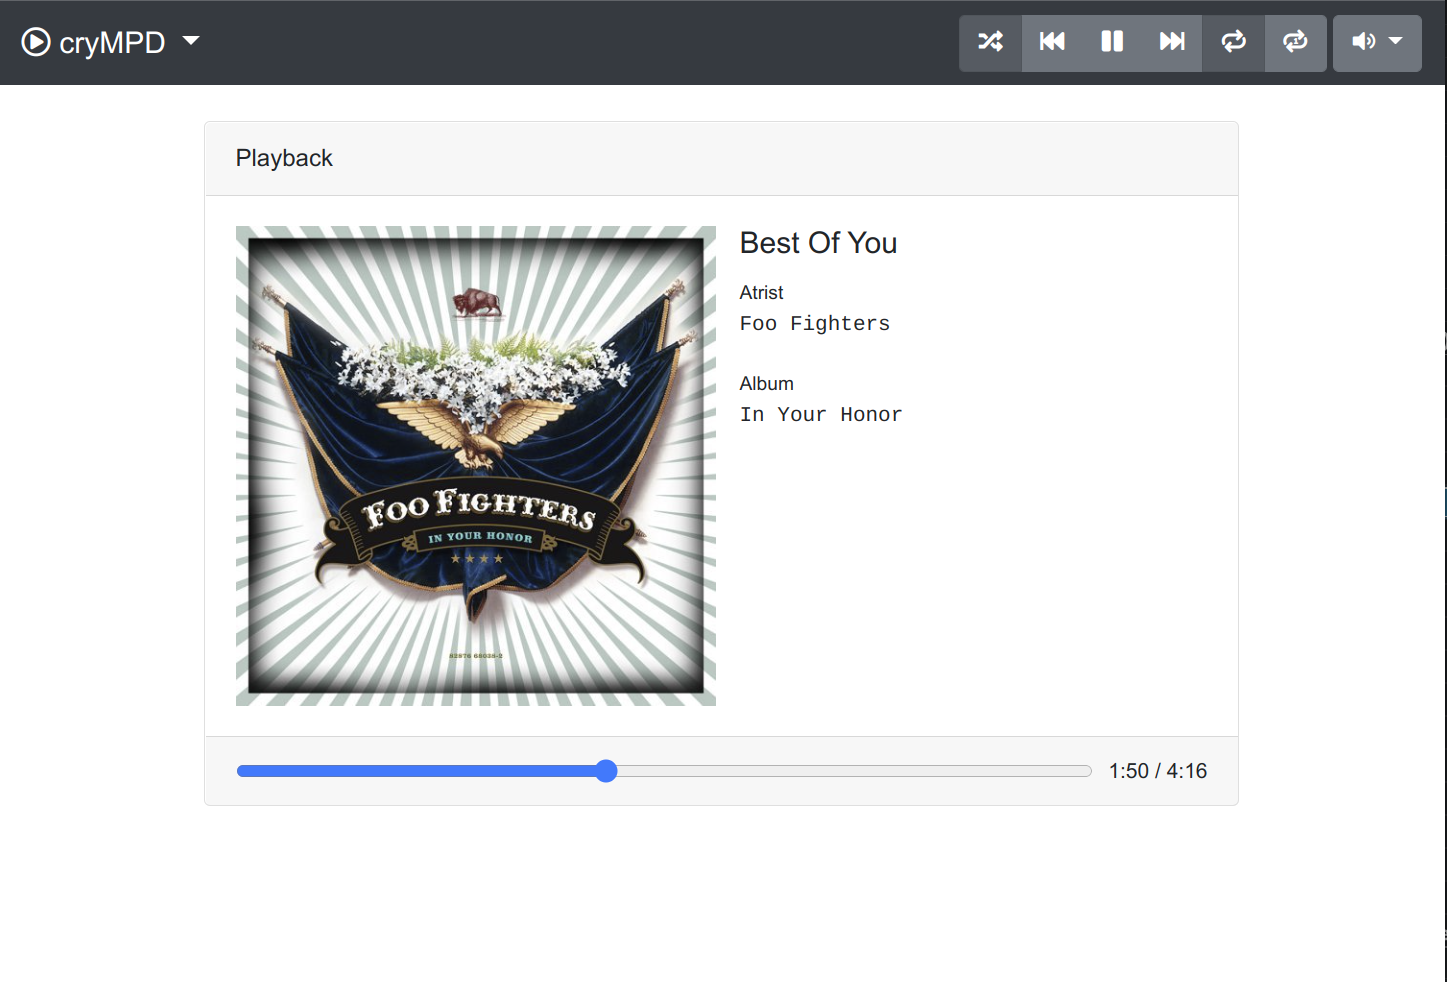 cryMPD
Playback
Best Of You
Atrist
Foo Fighters
Album
In Your Honor
FOO FIGHTERS
IN YOUR HONOR
82876 68038-2
1:50 / 4:16